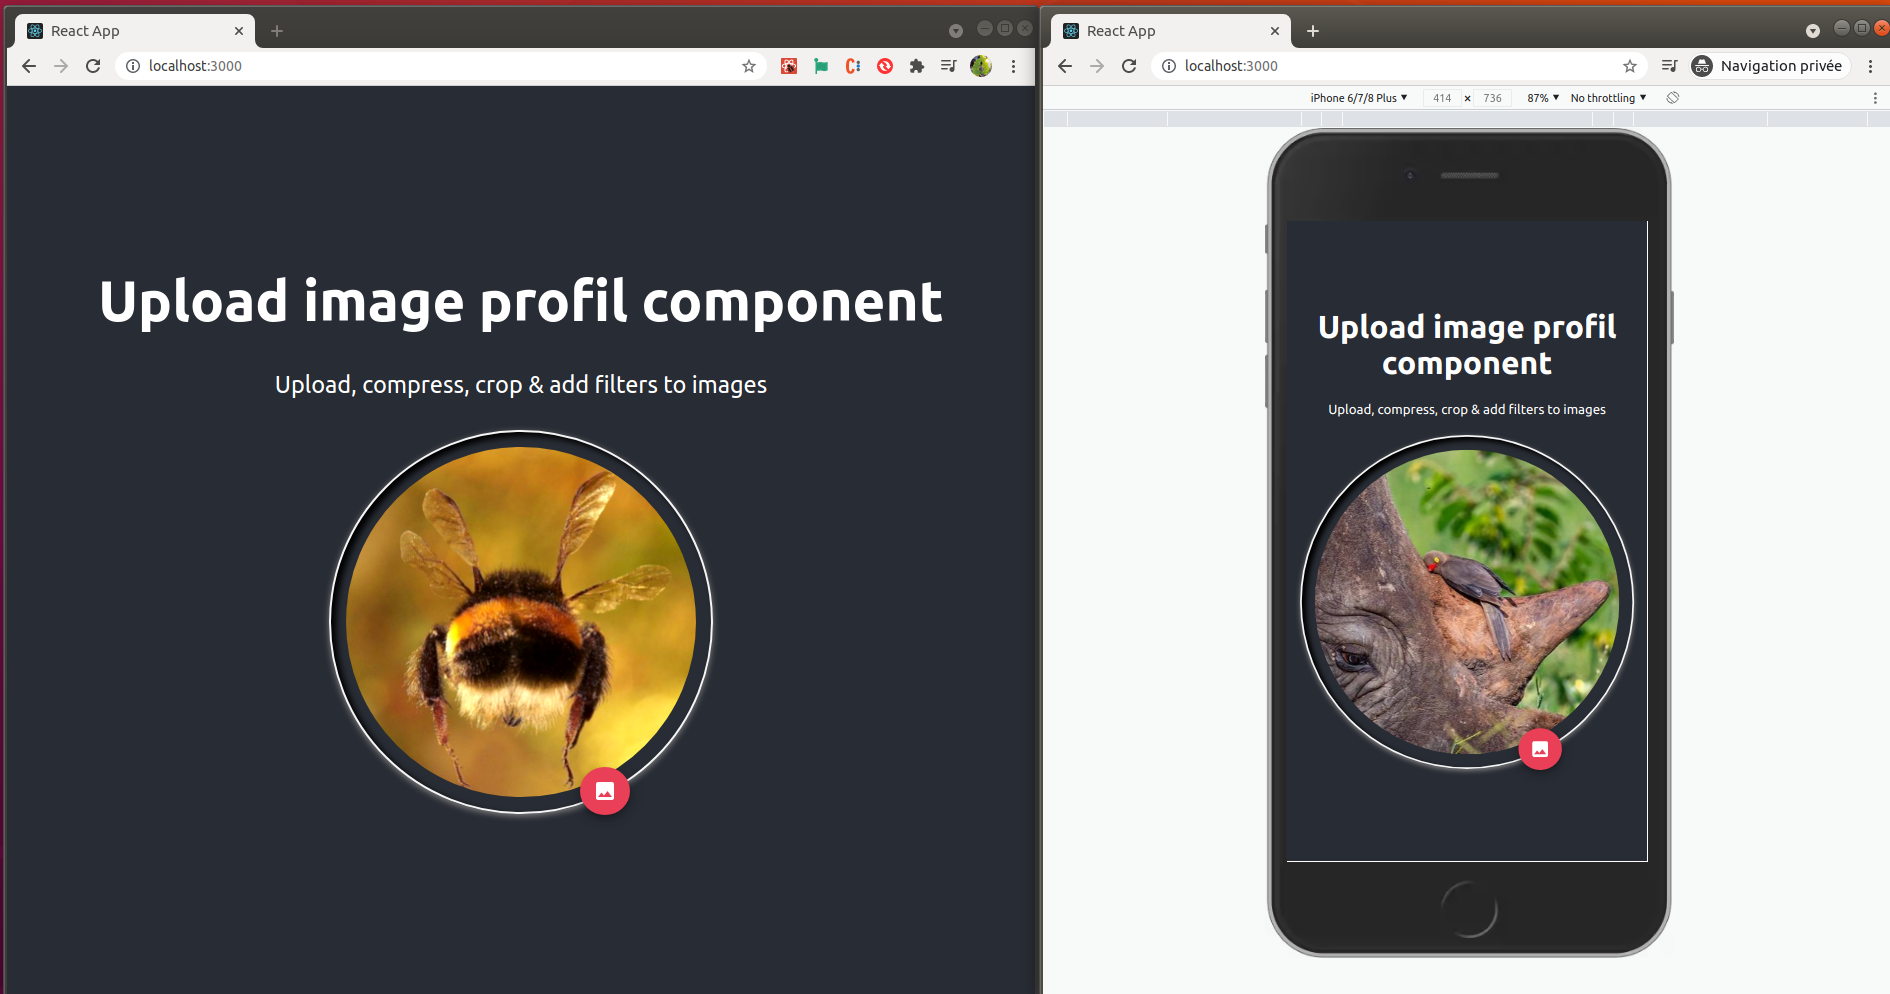 React App
localhost:3000
Upload image profil component
Upload, compress, crop & add filters to images
React App
localhost:3000
Navigation privée
iPhone 6/7/8 Plus ▼ 414 × 736 87% ▼ No throttling ▼
Upload image profil
component
Upload, compress, crop & add filters to images